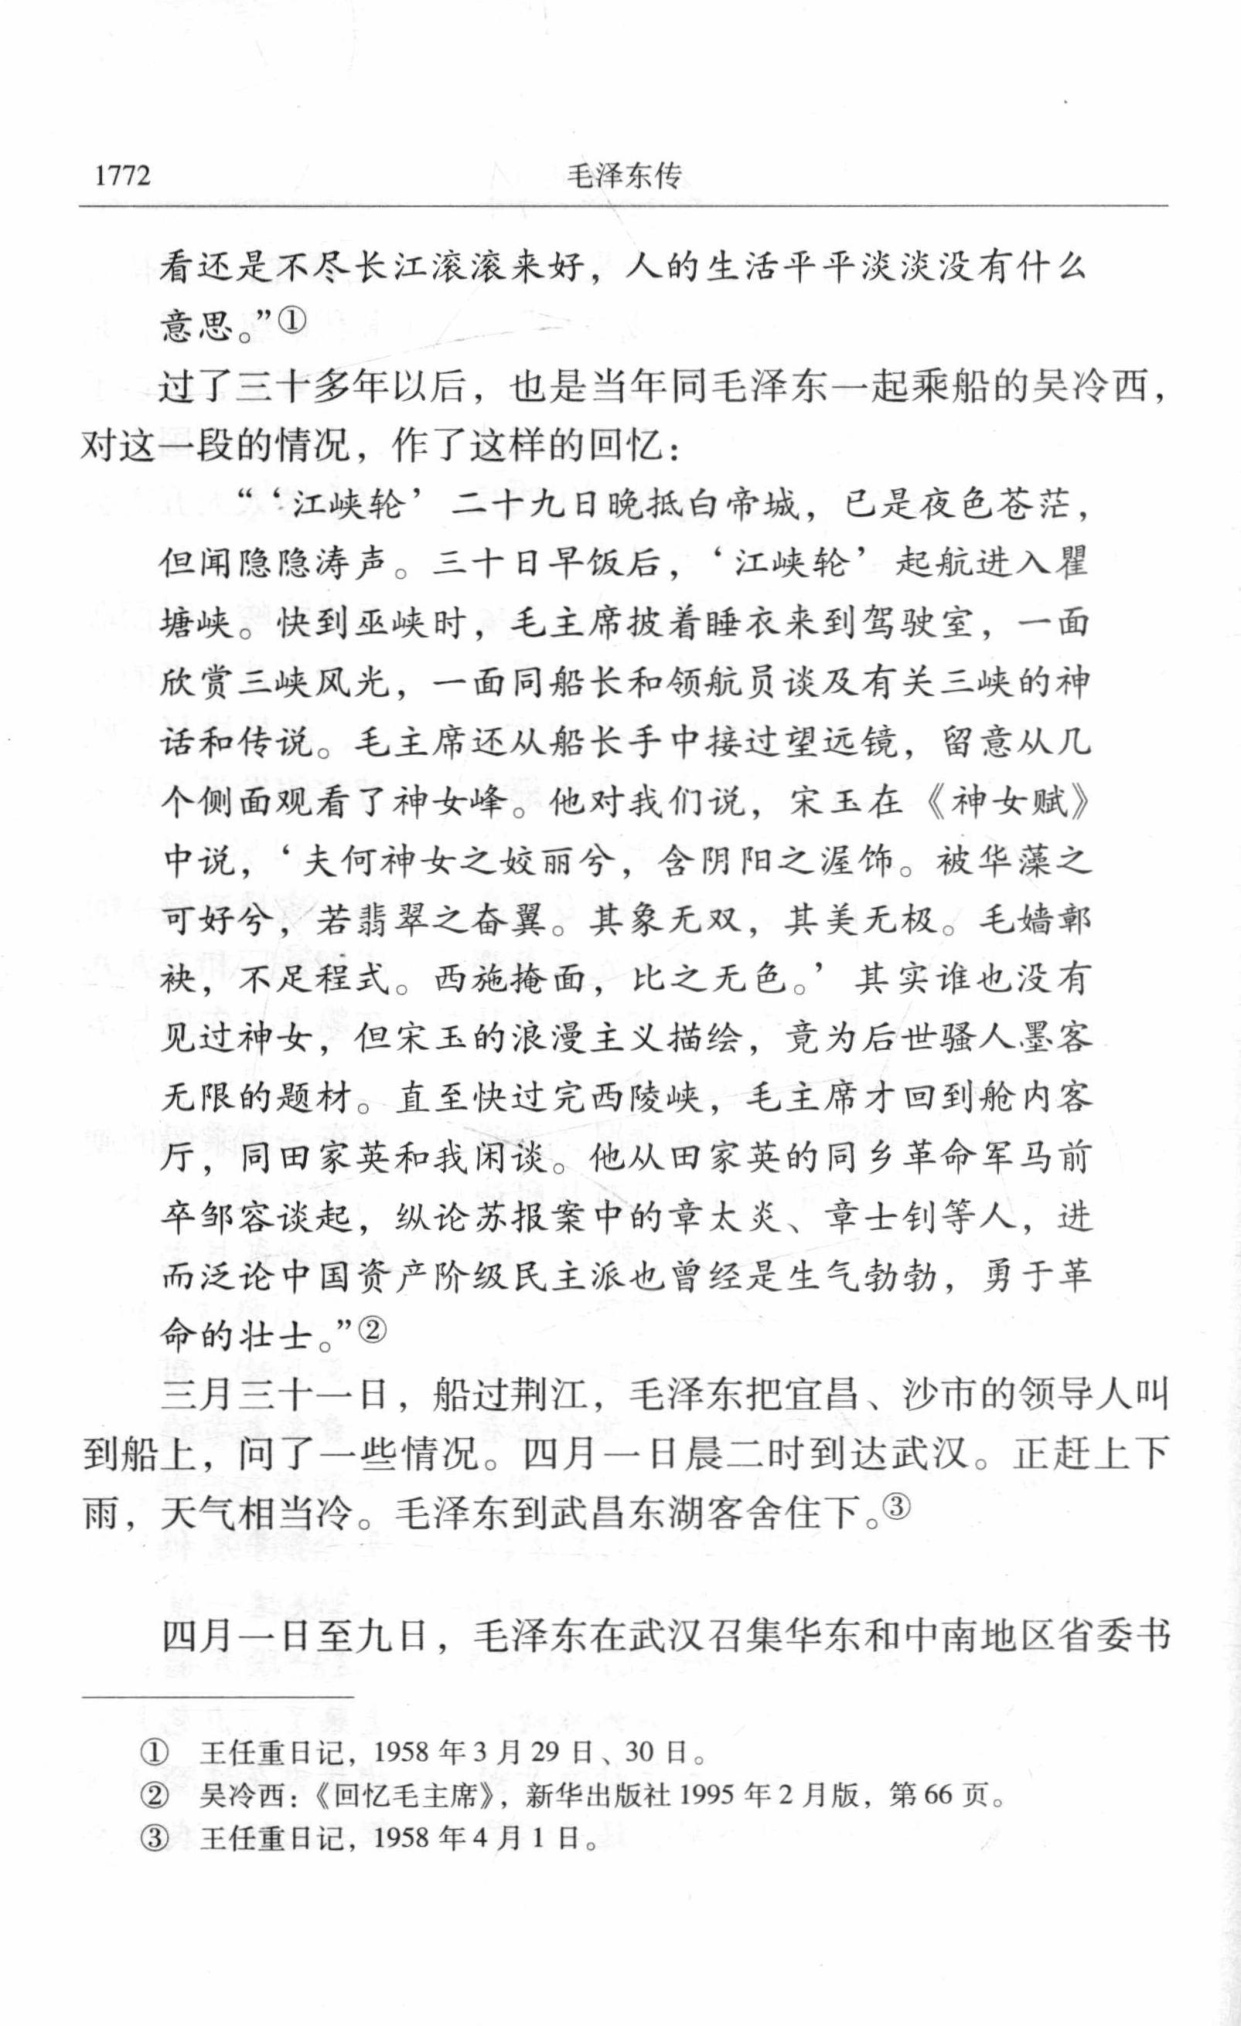 1772
毛泽东传
看还是不尽长江滚滚来好，人的生活平平淡淡没有什么
意思。”①
过了三十多年以后，也是当年同毛泽东一起乘船的吴冷西，
对这一段的情况，作了这样的回忆：
“‘江峡轮’二十九日晚抵白帝城，已是夜色苍茫，
但闻隐隐涛声。三十日早饭后，‘江峡轮’起航进入瞿
塘峡。快到巫峡时，毛主席披着睡衣来到驾驶室，一面
欣赏三峡风光，一面同船长和领航员谈及有关三峡的神
话和传说。毛主席还从船长手中接过望远镜，留意从几
个侧面观看了神女峰。他对我们说，宋玉在《神女赋》
中说，‘夫何神女之姣丽兮，含阴阳之渥饰。被华藻之
可好兮，若翡翠之奋翼。其象无双，其美无极。毛嫱鄣
袂，不足程式。西施掩面，比之无色。’其实谁也没有
见过神女，但宋玉的浪漫主义描绘，竟为后世骚人墨客
无限的题材。直至快过完西陵峡，毛主席才回到舱内客
厅，同田家英和我闲谈。他从田家英的同乡革命军马前
卒邹容谈起，纵论苏报案中的章太炎、章士钊等人，进
而泛论中国资产阶级民主派也曾经是生气勃勃，勇于革
命的壮士。”②
三月三十一日，船过荆江，毛泽东把宜昌、沙市的领导人叫
到船上，问了一些情况。四月一日晨二时到达武汉。正赶上下
雨，天气相当冷。毛泽东到武昌东湖客舍住下。③
四月一日至九日，毛泽东在武汉召集华东和中南地区省委书
① 王任重日记，1958年3月29日、30日。
② 吴冷西：《回忆毛主席》，新华出版社1995年2月版，第66页。
③ 王任重日记，1958年4月1日。